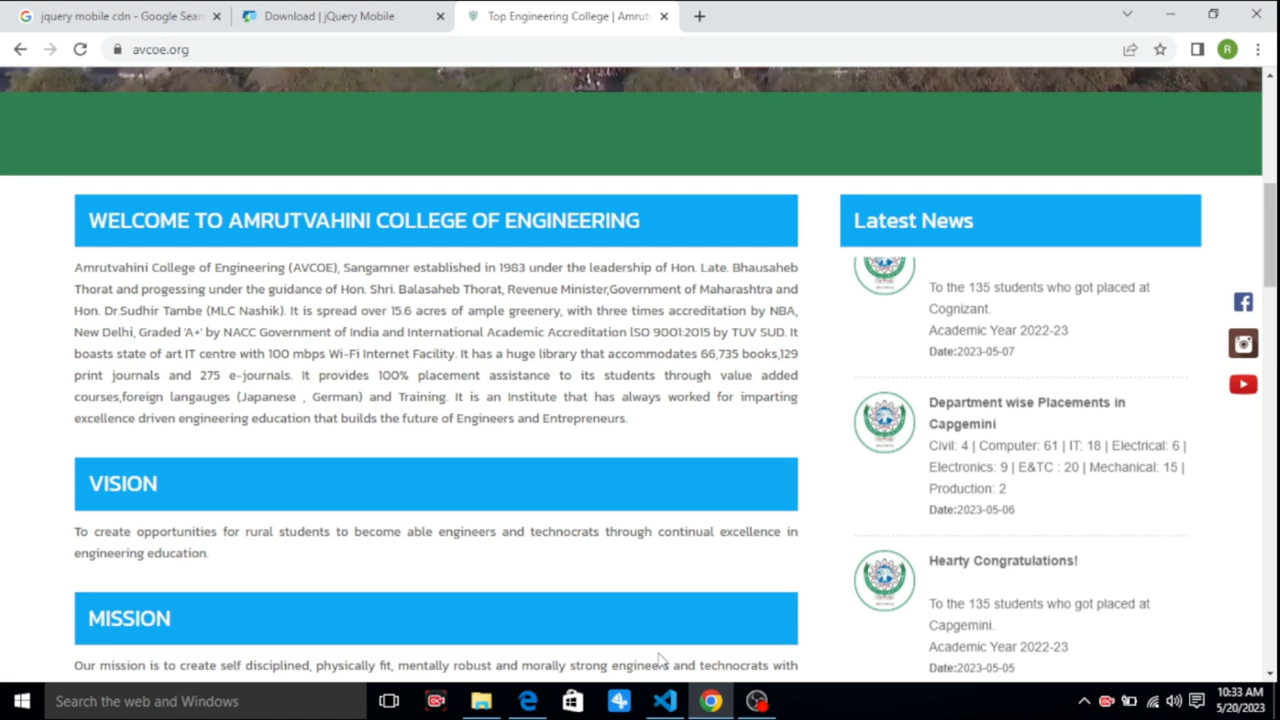 jquery mobile cdn - Google Sear
Download | jQuery Mobile
Top Engineering College | Amrut
avcoe.org
R
WELCOME TO AMRUTVAHINI COLLEGE OF ENGINEERING
Amrutvahini College of Engineering (AVCOE), Sangamner established in 1983 under the leadership of Hon. Late. Bhausaheb
Thorat and progessing under the guidance of Hon. Shri. Balasaheb Thorat, Revenue Minister,Government of Maharashtra and
Hon. Dr.Sudhir Tambe (MLC Nashik). It is spread over 15.6 acres of ample greenery, with three times accreditation by NBA,
New Delhi, Graded 'A+' by NACC Government of India and International Academic Accreditation ISO 9001:2015 by TUV SUD. It
boasts state of art IT centre with 100 mbps Wi-Fi Internet Facility. It has a huge library that accommodates 66,735 books,129
print journals and 275 e-journals. It provides 100% placement assistance to its students through value added
courses,foreign langauges (Japanese , German) and Training. It is an Institute that has always worked for imparting
excellence driven engineering education that builds the future of Engineers and Entrepreneurs.
VISION
To create opportunities for rural students to become able engineers and technocrats through continual excellence in
engineering education.
MISSION
Our mission is to create self disciplined, physically fit, mentally robust and morally strong engineers and technocrats with
Latest News
To the 135 students who got placed at
Cognizant.
Academic Year 2022-23
Date:2023-05-07
Department wise Placements in
Capgemini
Civil: 4 | Computer: 61 | IT: 18 | Electrical: 6 |
Electronics: 9 | E&TC : 20 | Mechanical: 15 |
Production: 2
Date:2023-05-06
Hearty Congratulations!
To the 135 students who got placed at
Capgemini.
Academic Year 2022-23
Date:2023-05-05
Search the web and Windows
10:33 AM
5/20/2023